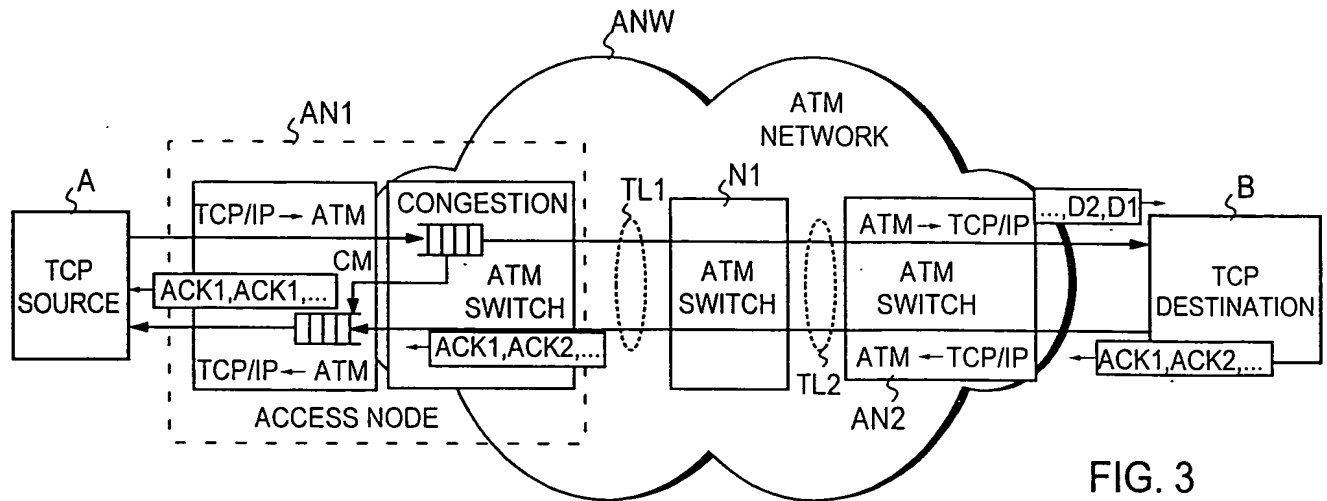 ANW
AN1
ATM
NETWORK
A
TCP/IP → ATM
CONGESTION
TL1
N1
ATM → TCP/IP
..., D2, D1
B
TCP
SOURCE
CM
ATM
SWITCH
ATM
SWITCH
ATM
SWITCH
TCP
DESTINATION
ACK1,ACK1,...
ACK1,ACK2,...
ACK1,ACK2,...
TCP/IP ← ATM
ATM ← TCP/IP
TL2
ACCESS NODE
AN2
FIG. 3